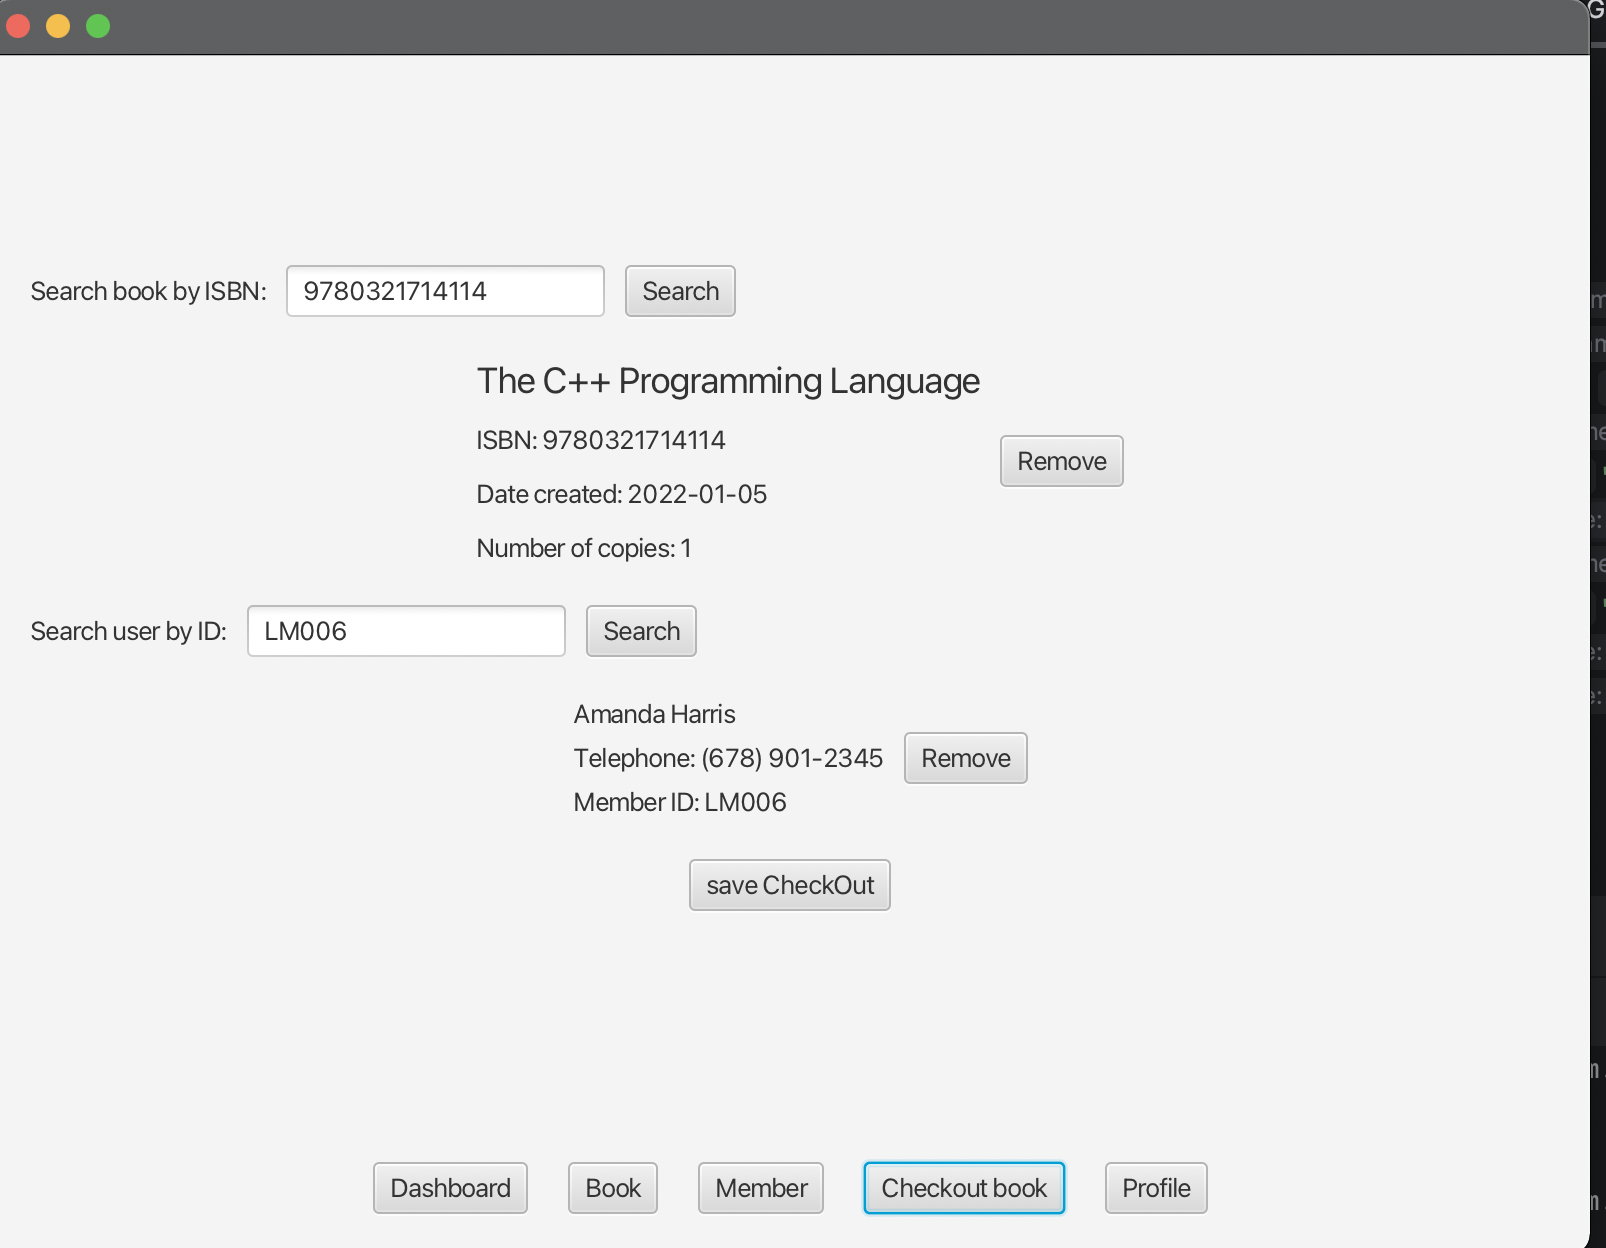 Search book by ISBN: 9780321714114 Search
The C++ Programming Language
ISBN: 9780321714114
Remove
Date created: 2022-01-05
Number of copies: 1
Search user by ID: LM006 Search
Amanda Harris
Telephone: (678) 901-2345 Remove
Member ID: LM006
save CheckOut
Dashboard Book Member Checkout book Profile